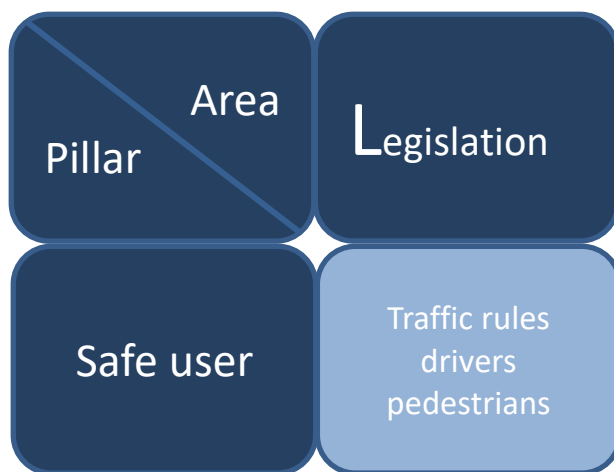 Area
Pillar
Legislation
Safe user
Traffic rules
drivers
pedestrians